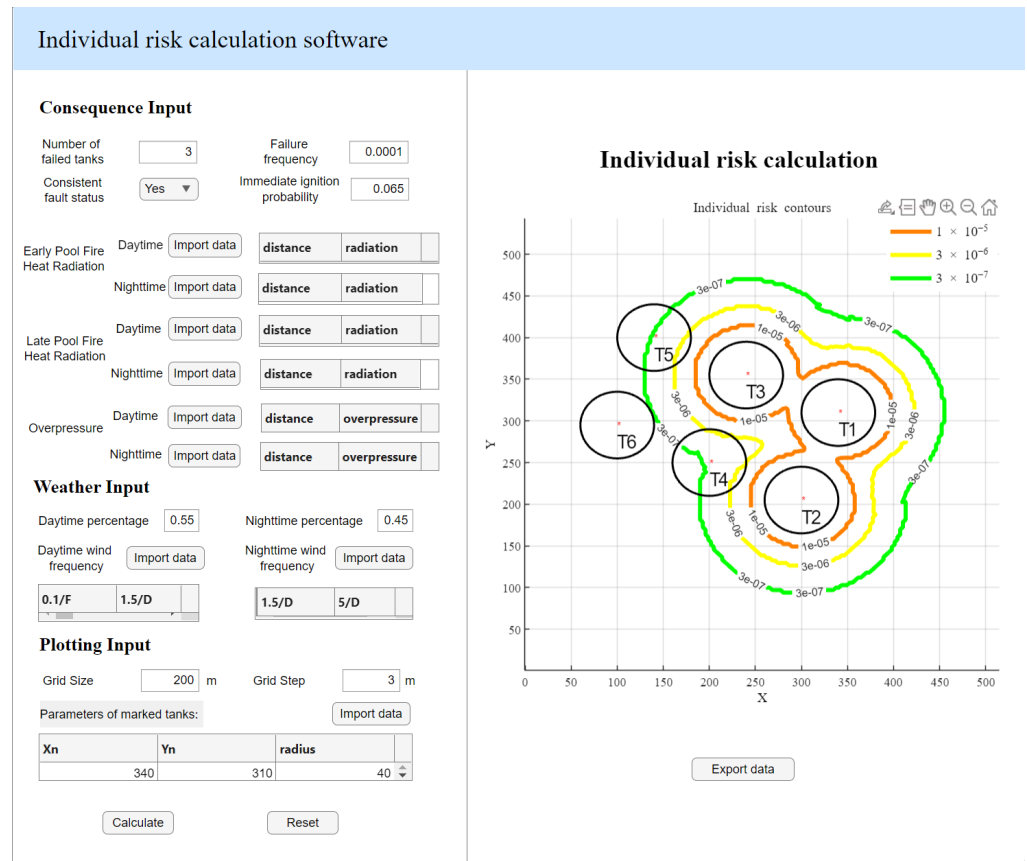 Individual risk calculation software
Consequence Input
Number of
failed tanks
3
Failure
frequency
0.0001
Consistent
fault status
Yes
Immediate ignition
probability
0.065
Early Pool Fire
Heat Radiation
Daytime
Import data
distance
radiation
Nighttime
Import data
distance
radiation
Late Pool Fire
Heat Radiation
Daytime
Import data
distance
radiation
Nighttime
Import data
distance
radiation
Overpressure
Daytime
Import data
distance
overpressure
Nighttime
Import data
distance
overpressure
Weather Input
Daytime percentage
0.55
Nighttime percentage
0.45
Daytime wind
frequency
Import data
Nighttime wind
frequency
Import data
0.1/F
1.5/D
1.5/D
5/D
Plotting Input
Grid Size
200
m
Grid Step
3
m
Parameters of marked tanks:
Import data
Xn
Yn
radius
340
310
40
Calculate
Reset
Individual risk calculation
Individual risk contours
1 × 10⁻⁵
3 × 10⁻⁶
3 × 10⁻⁷
500
450
400
350
300
250
200
150
100
50
Y
0
50
100
150
200
250
300
350
400
450
500
X
3e-07
3e-06
3e-07
1e-05
T5
T3
3e-06
1e-05
T1
1e-05
3e-06
T6
3e-07
T4
3e-07
T2
3e-06
1e-05
1e-05
3e-06
3e-07
3e-07
Export data